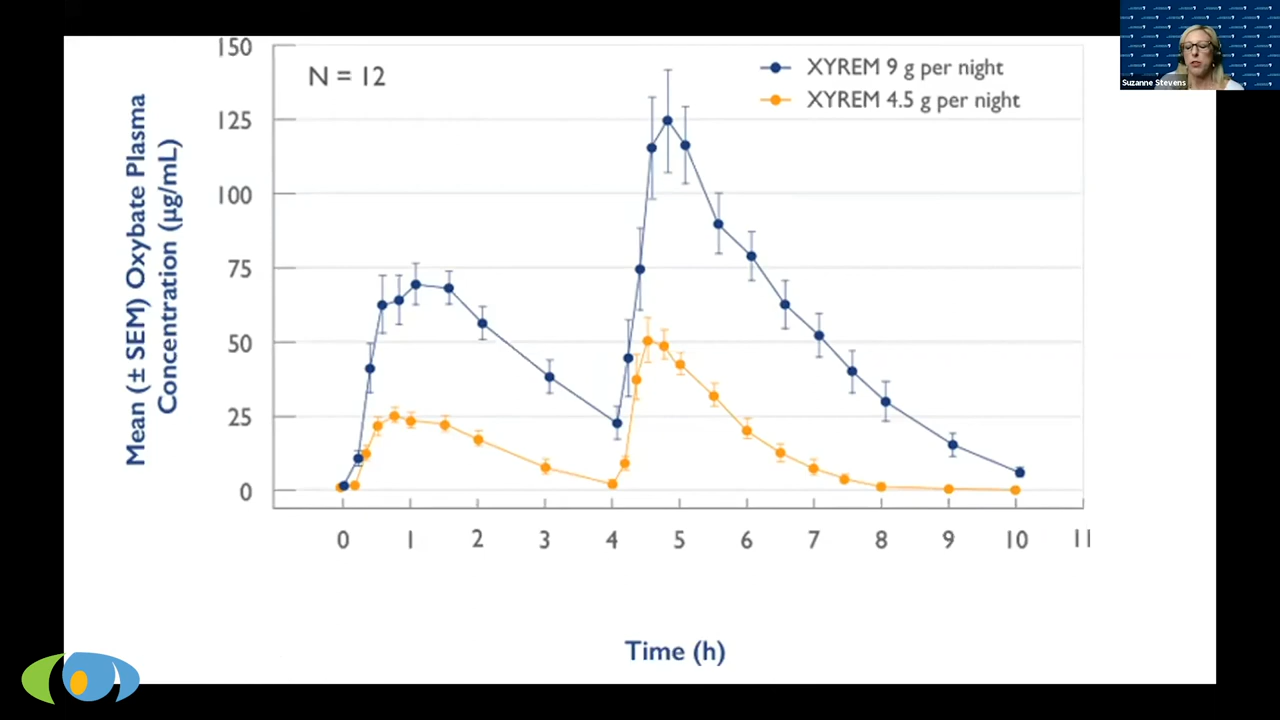 150
125
100
75
50
25
0
Mean (± SEM) Oxybate Plasma
Concentration (µg/mL)
N = 12
XYREM 9 g per night
XYREM 4.5 g per night
0 1 2 3 4 5 6 7 8 9 10 11
Time (h)
Suzanne Stevens